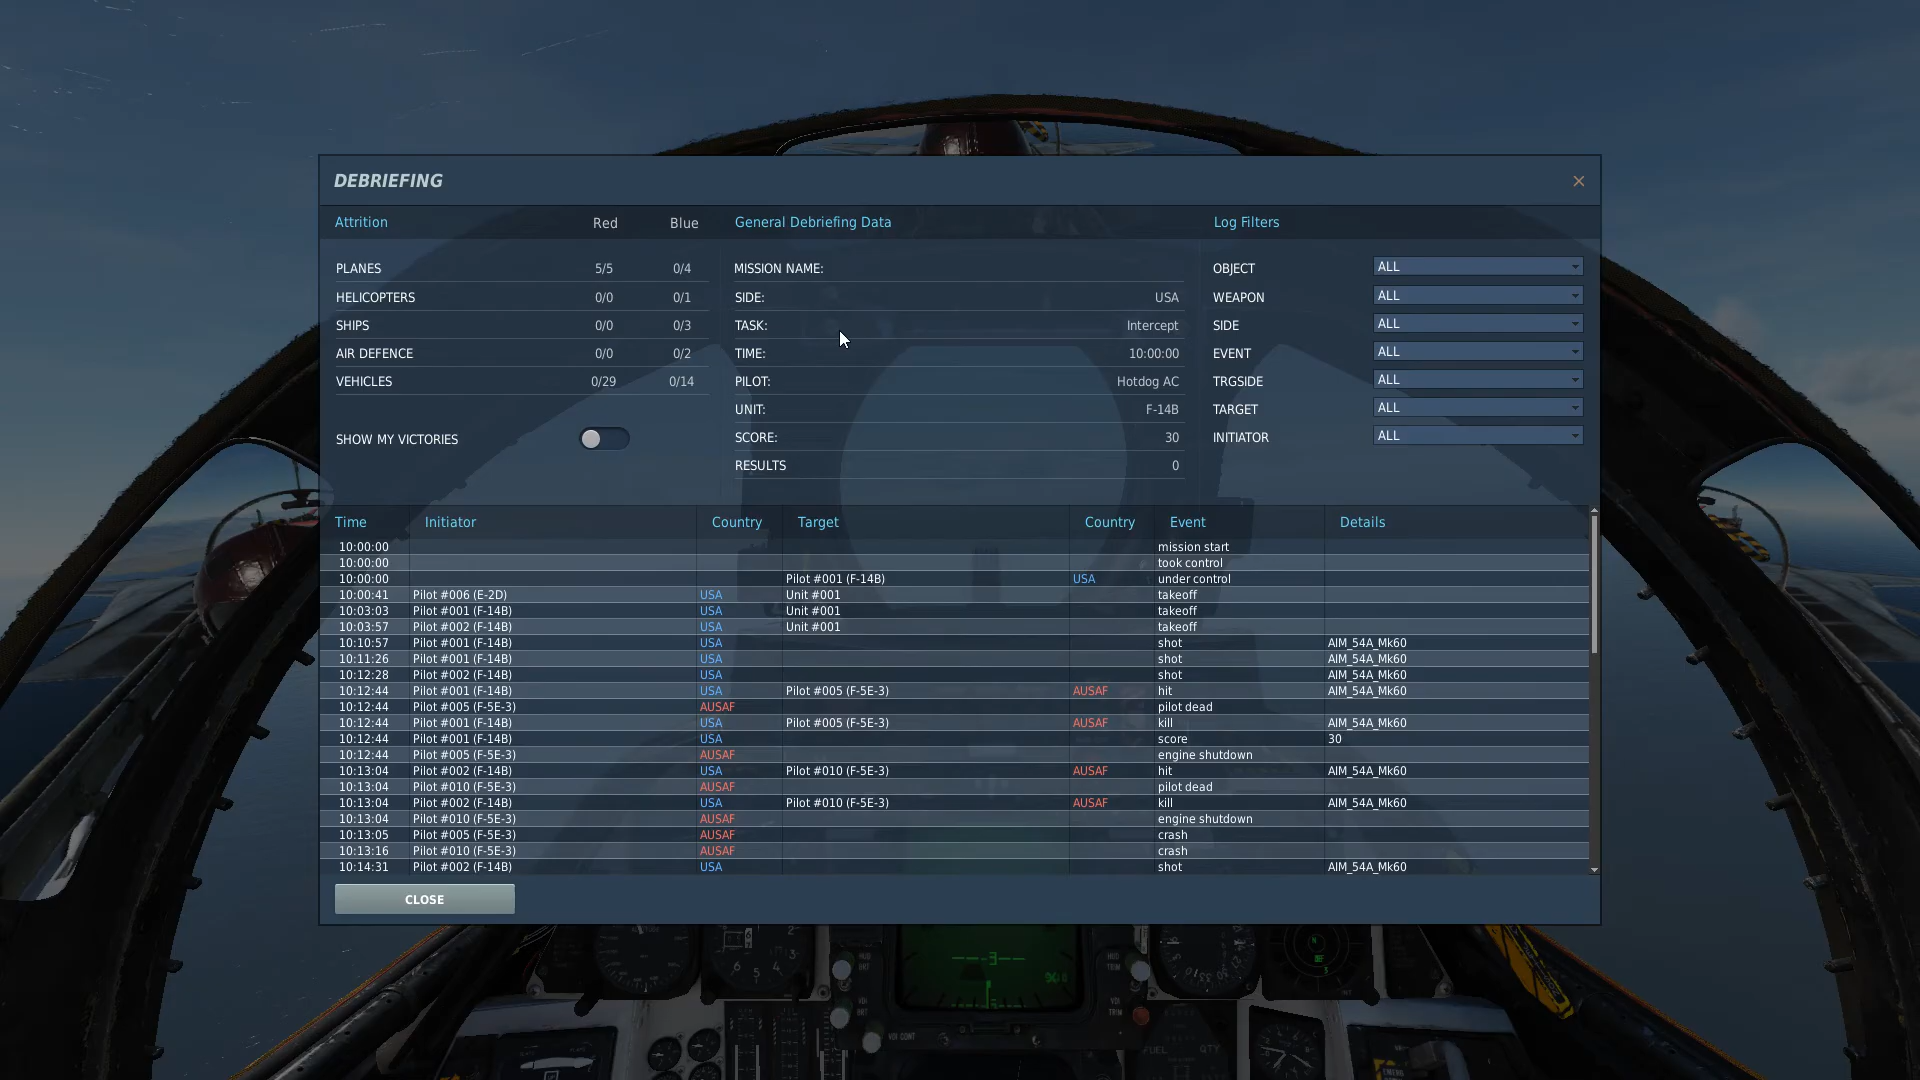 DEBRIEFING
Attrition Red Blue General Debriefing Data Log Filters
PLANES 5/5 0/4 MISSION NAME: OBJECT ALL
HELICOPTERS 0/0 0/1 SIDE: USA WEAPON ALL
SHIPS 0/0 0/3 TASK: Intercept SIDE ALL
AIR DEFENCE 0/0 0/2 TIME: 10:00:00 EVENT ALL
VEHICLES 0/29 0/14 PILOT: Hotdog AC TRGSIDE ALL
UNIT: F-14B TARGET ALL
SHOW MY VICTORIES SCORE: 30 INITIATOR ALL
RESULTS 0
Time Initiator Country Target Country Event Details
10:00:00 mission start
10:00:00 took control
10:00:00 Pilot #001 (F-14B) USA under control
10:00:41 Pilot #006 (E-2D) USA Unit #001 takeoff
10:03:03 Pilot #001 (F-14B) USA Unit #001 takeoff
10:03:57 Pilot #002 (F-14B) USA Unit #001 takeoff
10:10:57 Pilot #001 (F-14B) USA shot AIM_54A_Mk60
10:11:26 Pilot #001 (F-14B) USA shot AIM_54A_Mk60
10:12:28 Pilot #002 (F-14B) USA shot AIM_54A_Mk60
10:12:44 Pilot #001 (F-14B) USA Pilot #005 (F-5E-3) AUSAF hit AIM_54A_Mk60
10:12:44 Pilot #005 (F-5E-3) AUSAF pilot dead
10:12:44 Pilot #001 (F-14B) USA Pilot #005 (F-5E-3) AUSAF kill AIM_54A_Mk60
10:12:44 Pilot #001 (F-14B) USA score 30
10:12:44 Pilot #005 (F-5E-3) AUSAF engine shutdown
10:13:04 Pilot #002 (F-14B) USA Pilot #010 (F-5E-3) AUSAF hit AIM_54A_Mk60
10:13:04 Pilot #010 (F-5E-3) AUSAF pilot dead
10:13:04 Pilot #002 (F-14B) USA Pilot #010 (F-5E-3) AUSAF kill AIM_54A_Mk60
10:13:04 Pilot #010 (F-5E-3) AUSAF engine shutdown
10:13:05 Pilot #005 (F-5E-3) AUSAF crash
10:13:16 Pilot #010 (F-5E-3) AUSAF crash
10:14:31 Pilot #002 (F-14B) USA shot AIM_54A_Mk60
CLOSE
VDI CONT
FUEL QTY